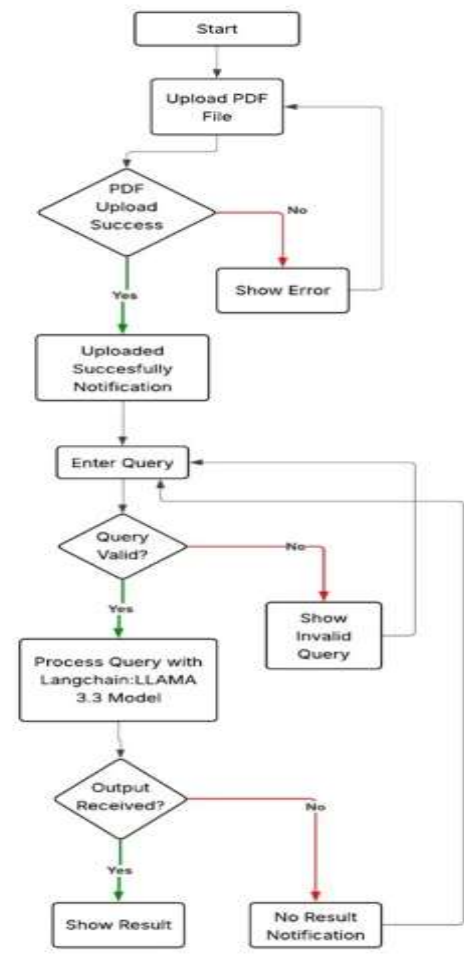 Start
Upload PDF
File
PDF
Upload
Success
No
Show Error
Yes
Uploaded
Succesfully
Notification
Enter Query
Query
Valid?
No
Yes
Show
Invalid
Query
Process Query with
Langchain:LLAMA
3.3 Model
Output
Received?
No
Yes
Show Result
No Result
Notification